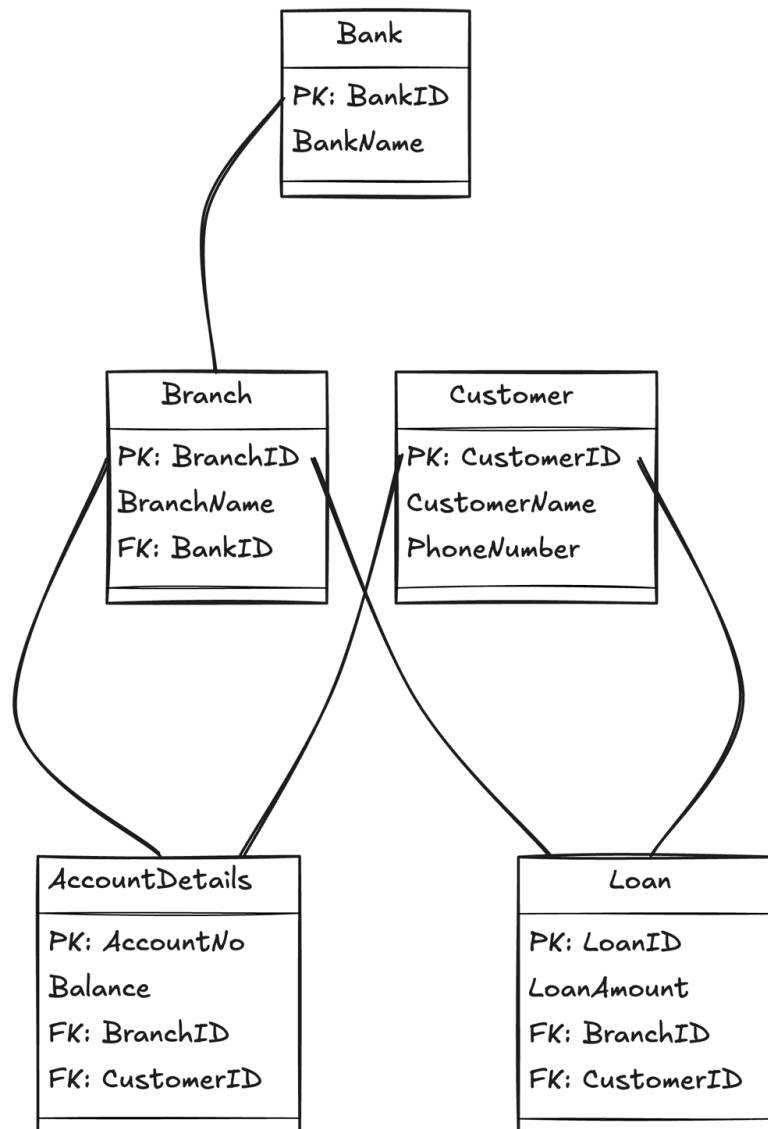 Bank
PK: BankID
BankName
Branch
PK: BranchID
BranchName
FK: BankID
Customer
PK: CustomerID
CustomerName
PhoneNumber
AccountDetails
PK: AccountNo
Balance
FK: BranchID
FK: CustomerID
Loan
PK: LoanID
LoanAmount
FK: BranchID
FK: CustomerID